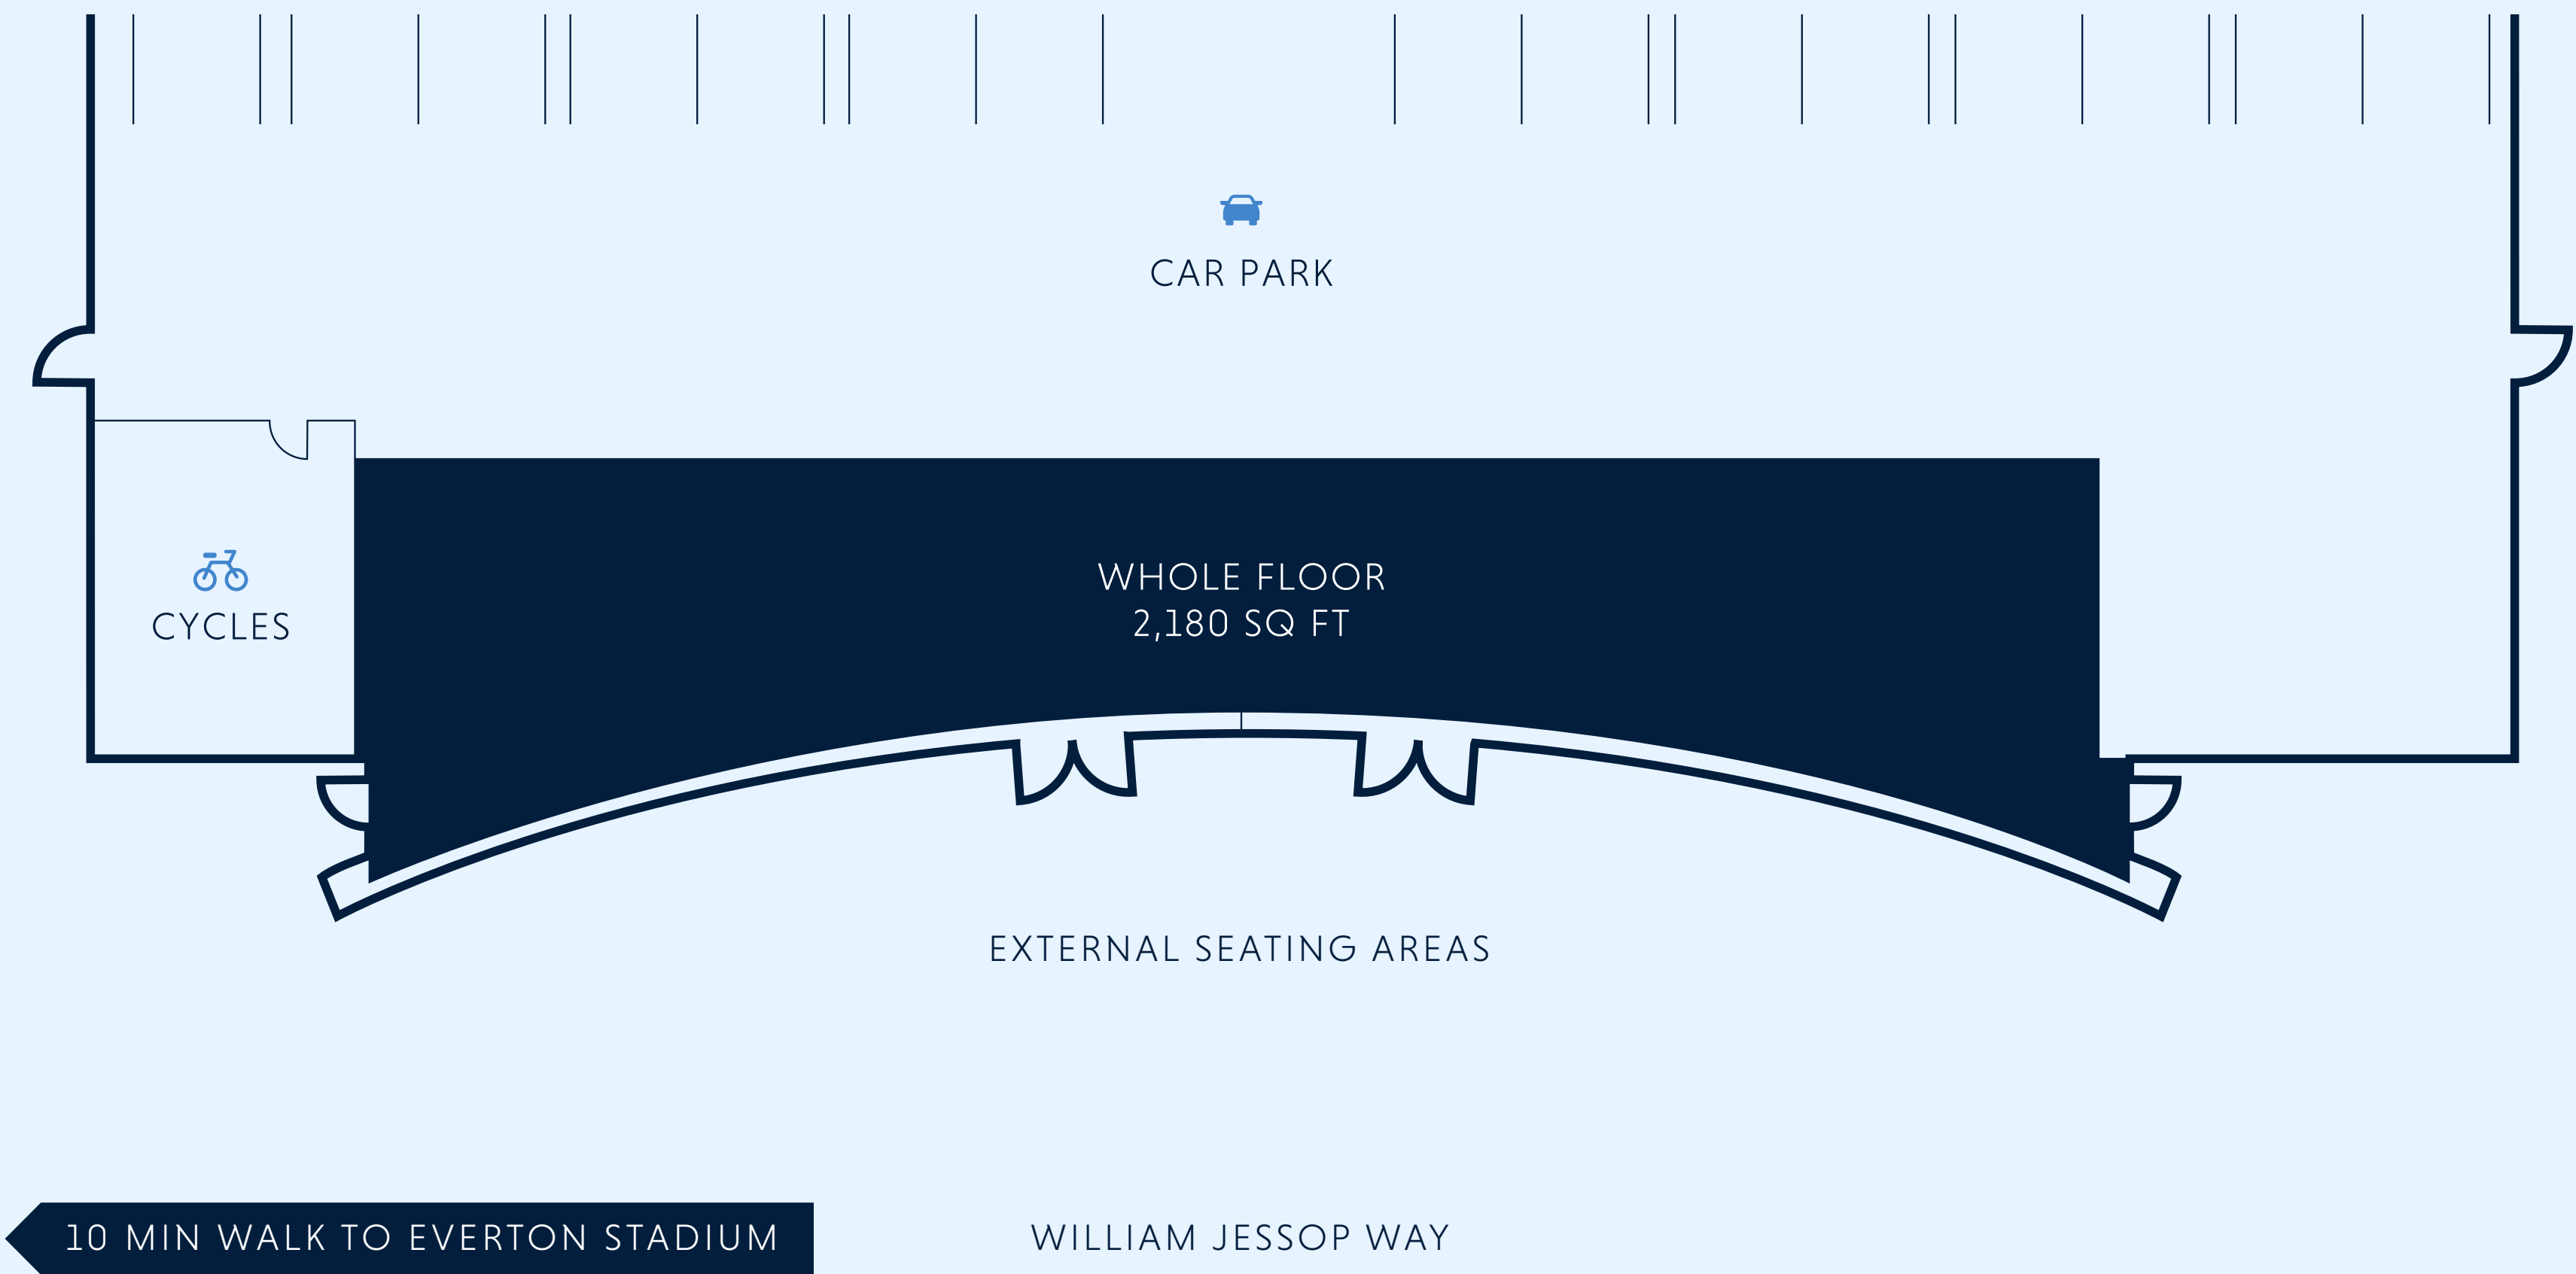 CAR PARK
WHOLE FLOOR
2,180 SQ FT
CYCLES
EXTERNAL SEATING AREAS
10 MIN WALK TO EVERTON STADIUM
WILLIAM JESSOP WAY